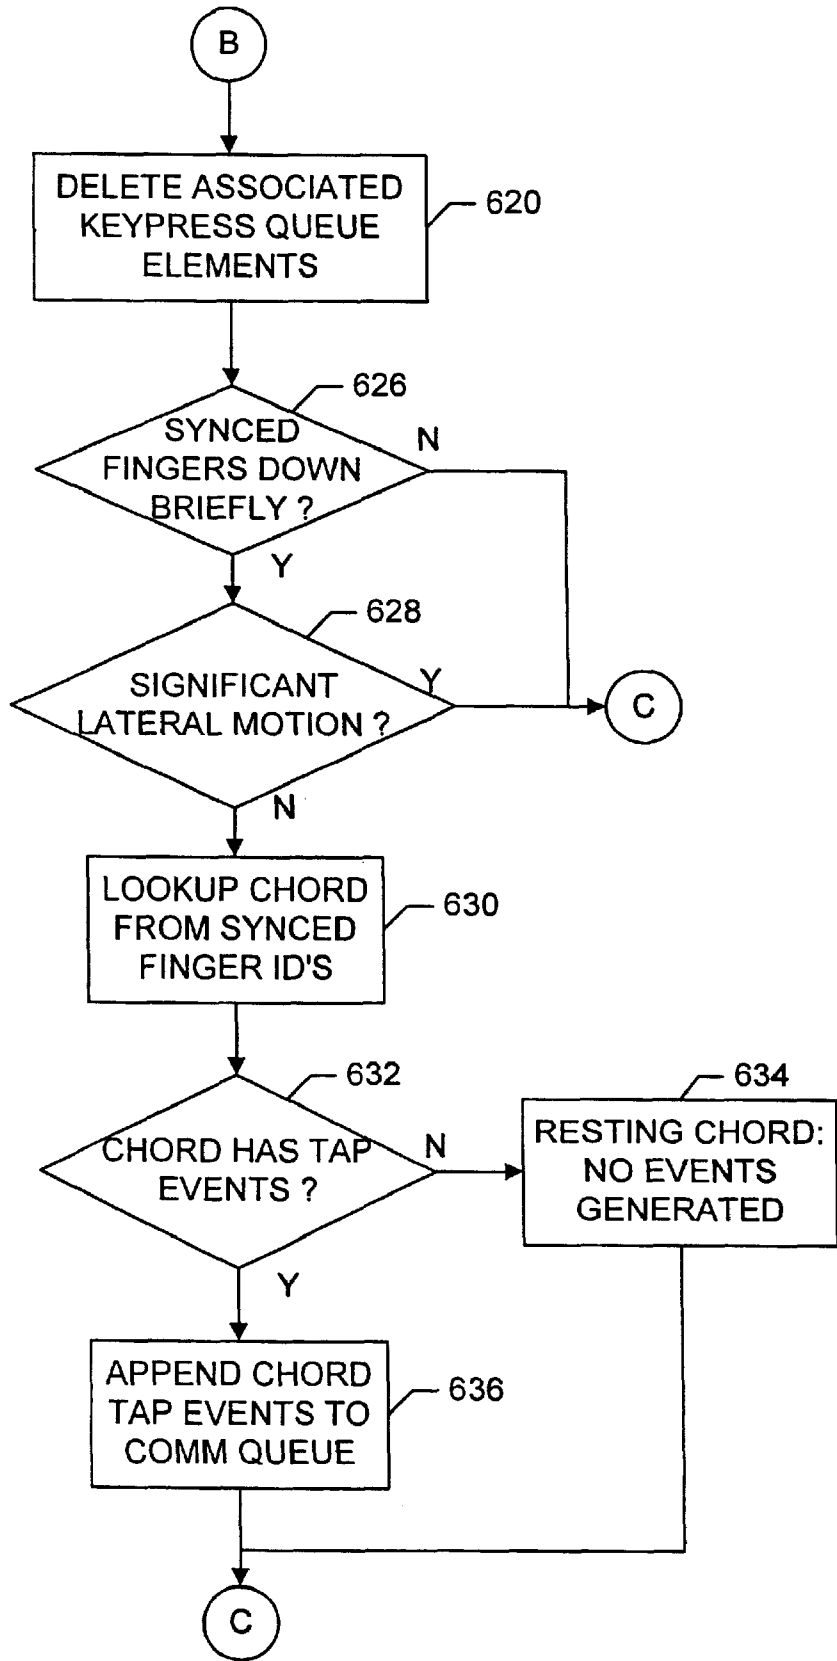 B
DELETE ASSOCIATED
KEYPRESS QUEUE
ELEMENTS
620
626
SYNCED
FINGERS DOWN
BRIEFLY ?
N
Y
628
SIGNIFICANT
LATERAL MOTION ?
Y
C
N
LOOKUP CHORD
FROM SYNCED
FINGER ID'S
630
632
CHORD HAS TAP
EVENTS ?
N
634
RESTING CHORD:
NO EVENTS
GENERATED
Y
APPEND CHORD
TAP EVENTS TO
COMM QUEUE
636
C